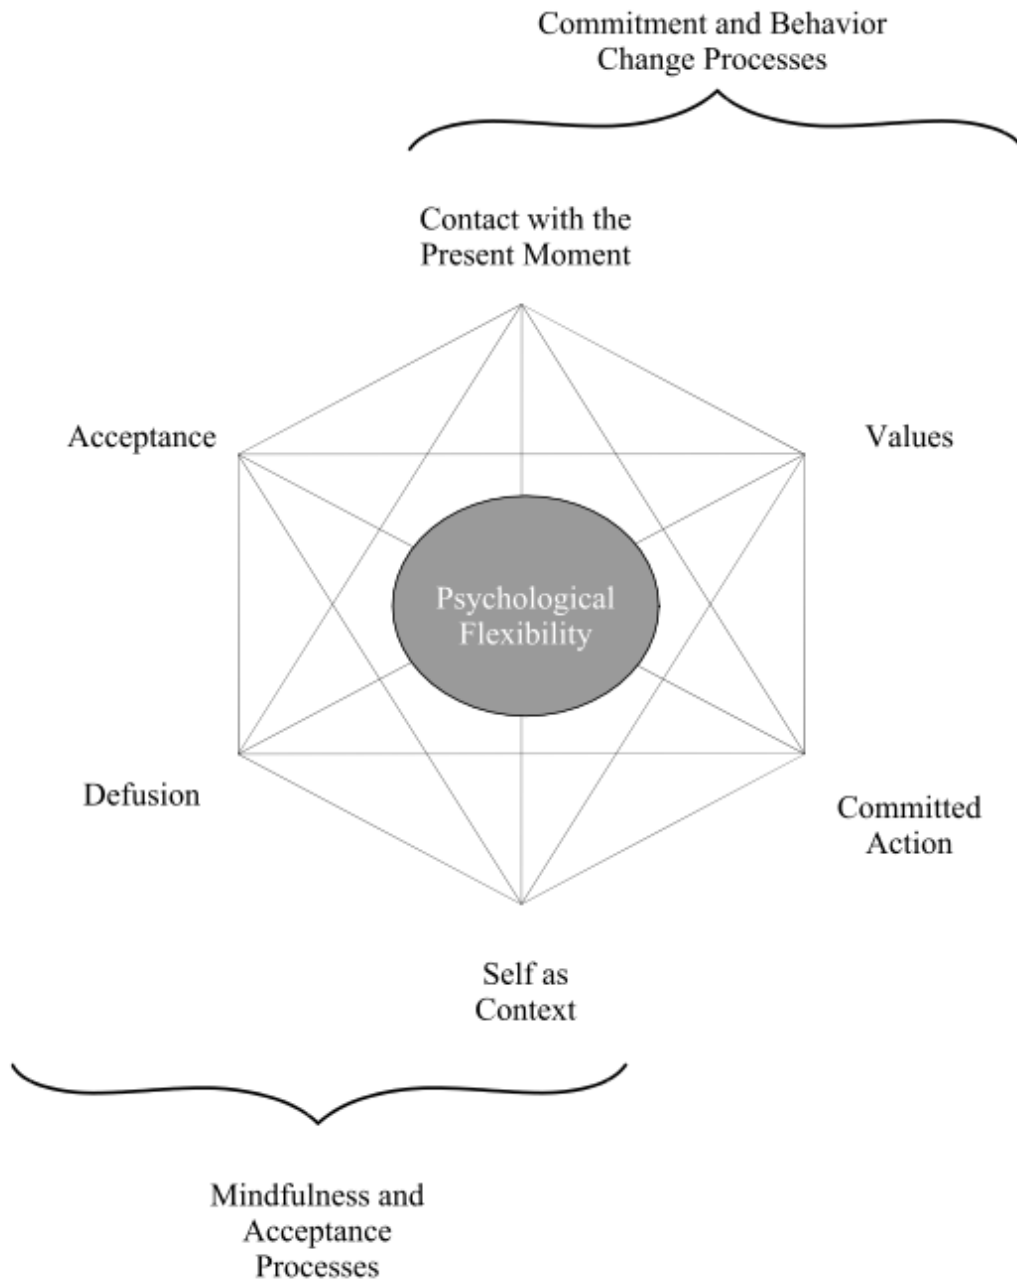 Commitment and Behavior
Change Processes
Contact with the
Present Moment
Acceptance
Values
Psychological
Flexibility
Defusion
Committed
Action
Self as
Context
Mindfulness and
Acceptance
Processes